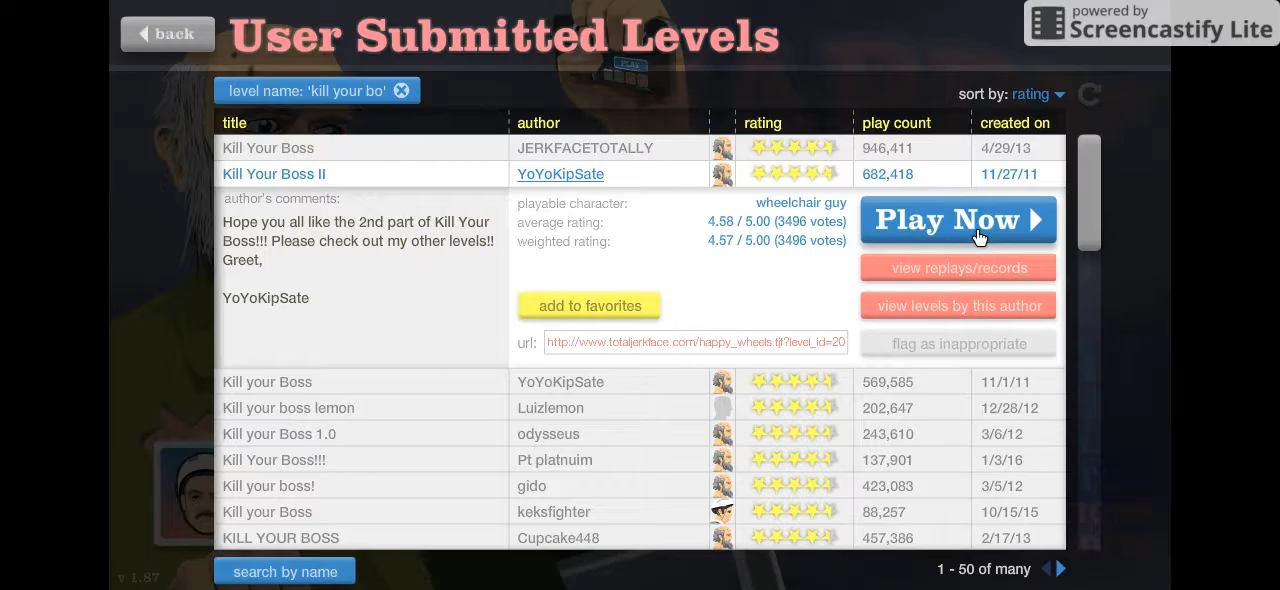 back
User Submitted Levels
powered by
Screencastify Lite
PLAY
level name: 'kill your bo'
sort by: rating
title author rating play count created on
Kill Your Boss JERKFACETOTALLY 946,411 4/29/13
Kill Your Boss II YoYoKipSate 682,418 11/27/11
author's comments:
Hope you all like the 2nd part of Kill Your
Boss!!! Please check out my other levels!!
Greet,
YoYoKipSate
playable character: wheelchair guy
average rating: 4.58 / 5.00 (3496 votes)
weighted rating: 4.57 / 5.00 (3496 votes)
add to favorites
url: http://www.totaljerkface.com/happy_wheels.tjf?level_id=20
Play Now
view replays/records
view levels by this author
flag as inappropriate
Kill your Boss YoYoKipSate 569,585 11/1/11
Kill your boss lemon Luizlemon 202,647 12/28/12
Kill your Boss 1.0 odysseus 243,610 3/6/12
Kill Your Boss!!! Pt platnuim 137,901 1/3/16
Kill your boss! gido 423,083 3/5/12
Kill your Boss keksfighter 88,257 10/15/15
KILL YOUR BOSS Cupcake448 457,386 2/17/13
search by name
1 - 50 of many
v 1.87